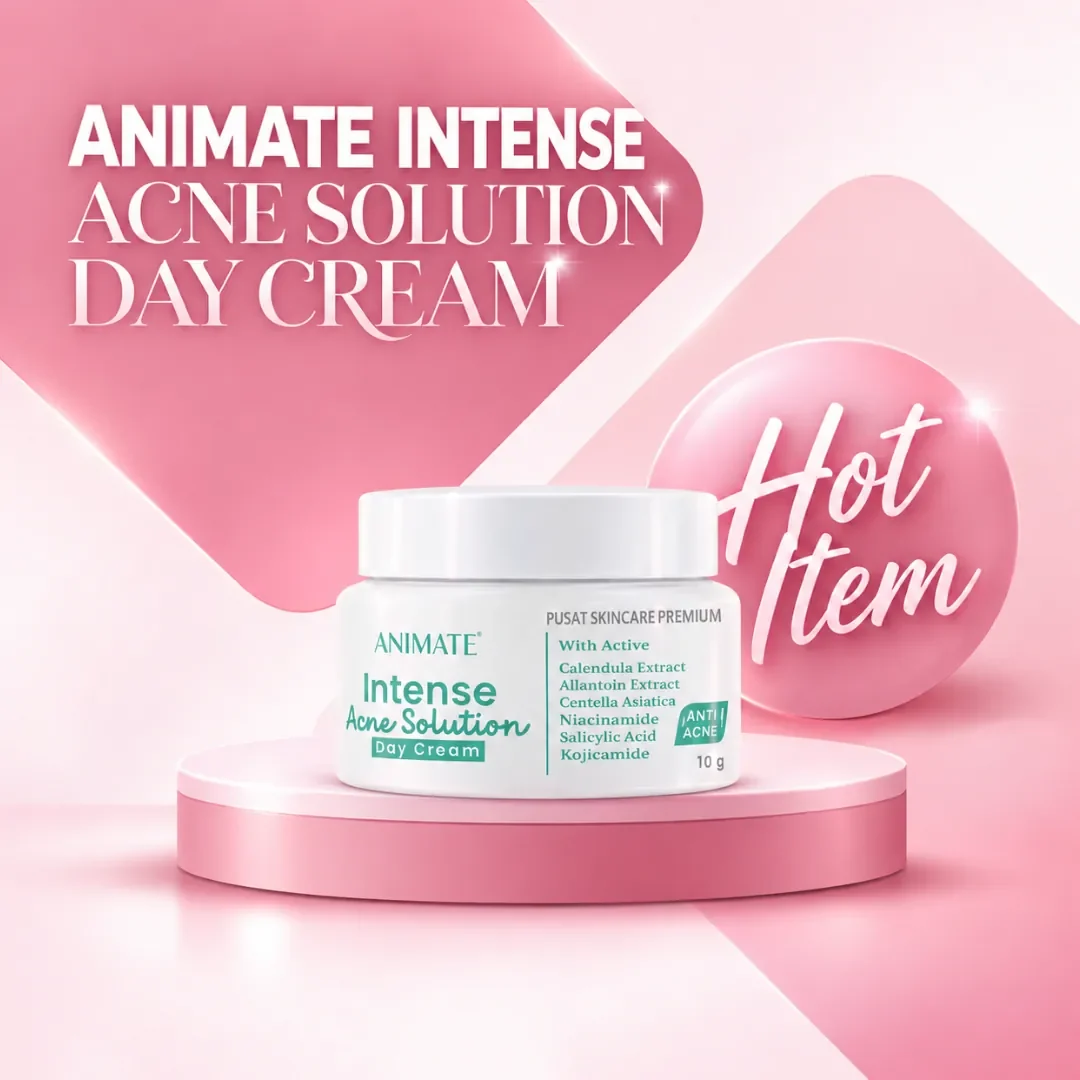 ANIMATE INTENSE
ACNE SOLUTION
DAY CREAM
Hot
Item
ANIMATE®
Intense
Acne Solution
Day Cream
PUSAT SKINCARE PREMIUM
With Active
Calendula Extract
Allantoin Extract
Centella Asiatica
Niacinamide
Salicylic Acid
Kojicamide
ANTI
ACNE
10 g